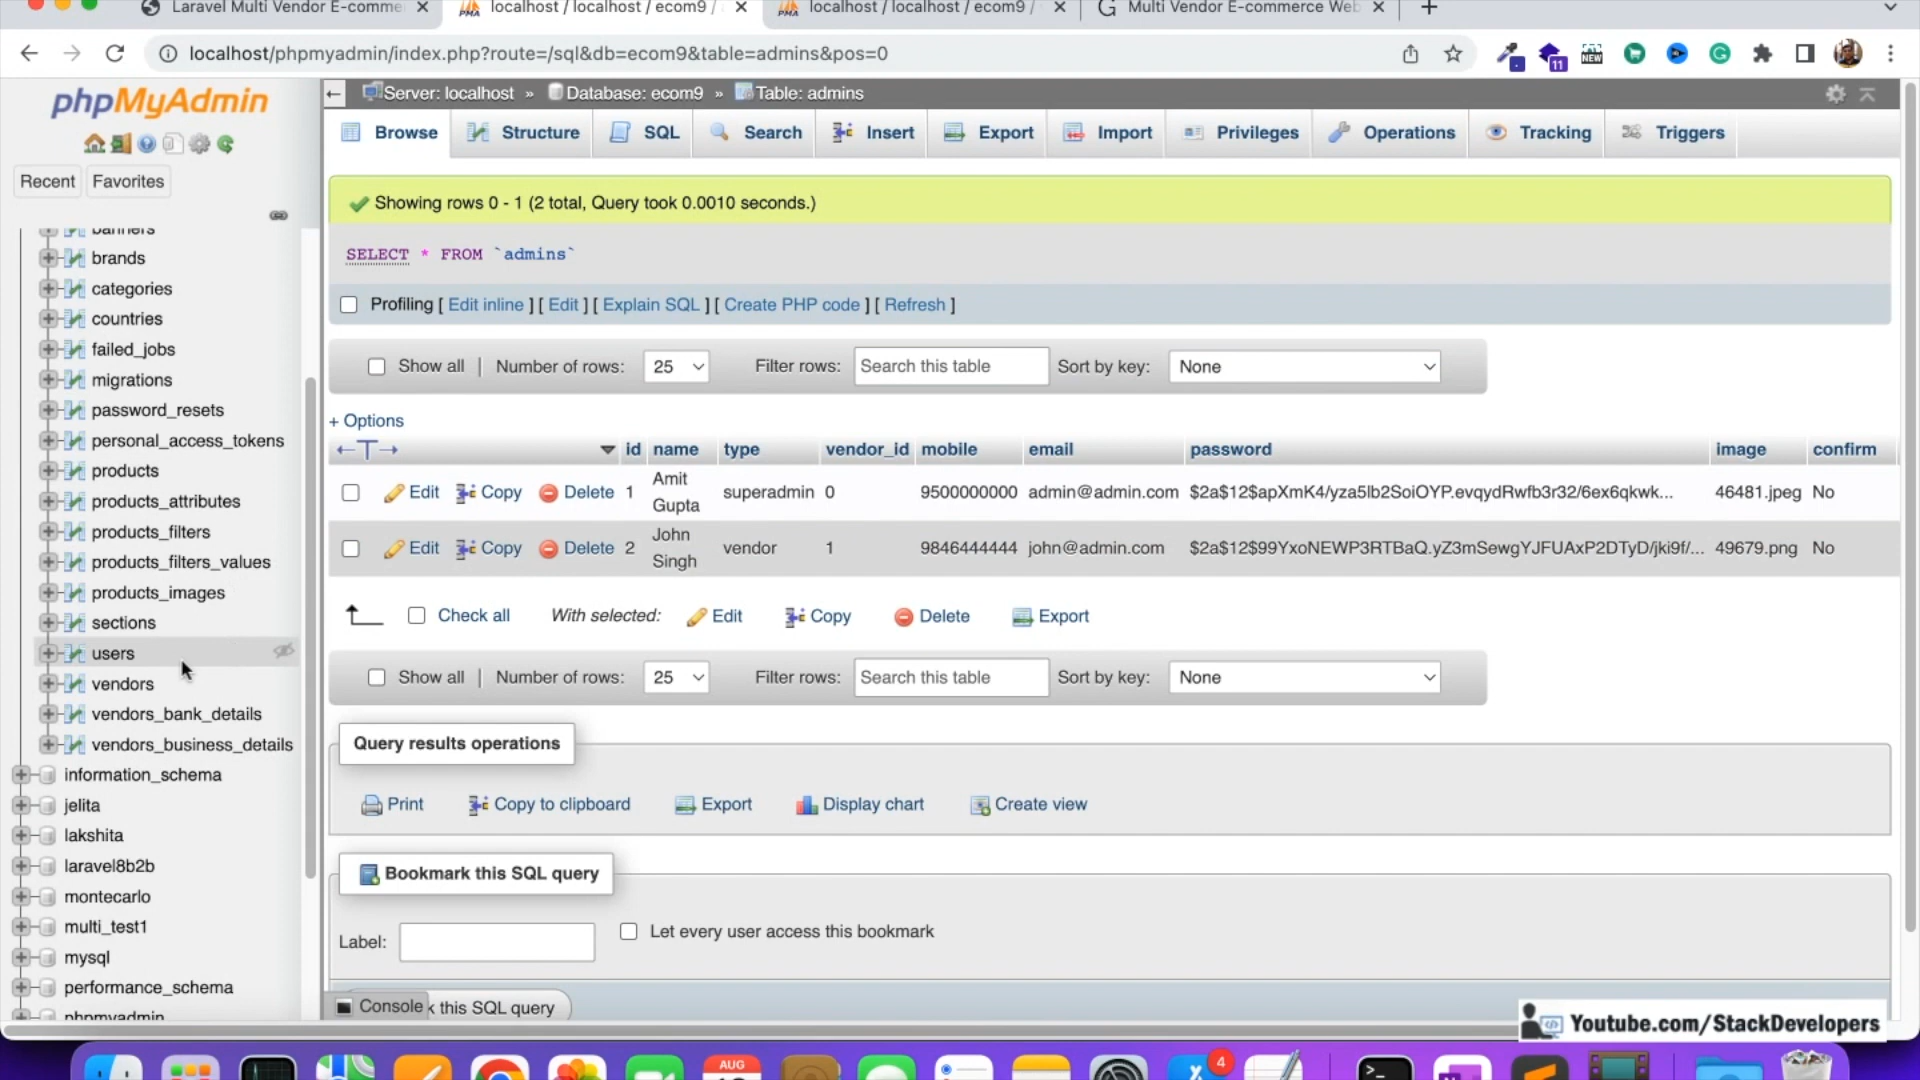 Laravel Multi Vendor E-comme
localhost / localhost / ecom9 /
localhost / localhost / ecom9 /
Multi Vendor E-commerce Web
localhost/phpmyadmin/index.php?route=/sql&db=ecom9&table=admins&pos=0
11
NEW
phpMyAdmin
Recent
Favorites
banners
brands
categories
countries
failed_jobs
migrations
password_resets
personal_access_tokens
products
products_attributes
products_filters
products_filters_values
products_images
sections
users
vendors
vendors_bank_details
vendors_business_details
information_schema
jelita
lakshita
laravel8b2b
montecarlo
multi_test1
mysql
performance_schema
phpmyadmin
Server: localhost » Database: ecom9 » Table: admins
Browse Structure SQL Search Insert Export Import Privileges Operations Tracking Triggers
Showing rows 0 - 1 (2 total, Query took 0.0010 seconds.)
SELECT * FROM `admins`
Profiling [ Edit inline ] [ Edit ] [ Explain SQL ] [ Create PHP code ] [ Refresh ]
Show all | Number of rows: 25 Filter rows: Search this table Sort by key: None
+ Options
←T→ id name type vendor_id mobile email password image confirm
Edit Copy Delete 1 Amit Gupta superadmin 0 9500000000 admin@admin.com $2a$12$apXmK4/yza5lb2SoiOYP.evqydRwfb3r32/6ex6qkwk... 46481.jpeg No
Edit Copy Delete 2 John Singh vendor 1 9846444444 john@admin.com $2a$12$99YxoNEWP3RTBaQ.yZ3mSewgYJFUAxP2DTyD/jki9f/... 49679.png No
Check all With selected: Edit Copy Delete Export
Show all | Number of rows: 25 Filter rows: Search this table Sort by key: None
Query results operations
Print Copy to clipboard Export Display chart Create view
Bookmark this SQL query
Label:
Let every user access this bookmark
Console
k this SQL query
Youtube.com/StackDevelopers
AUG
4